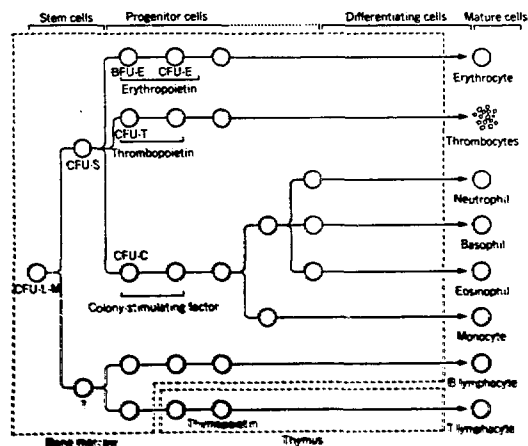 Stem cells Progenitor cells Differentiating cells Mature cells
BFU-E CFU-E
Erythropoietin
Erythrocyte
CFU-T
Thrombopoietin
Thrombocytes
CFU-S
Neutrophil
Basophil
CFU-C
Eosinophil
CFU-L-M
Colony-stimulating factor
Monocyte
B lymphocyte
?
Thymopoietin
T lymphocyte
Bone marrow
Thymus